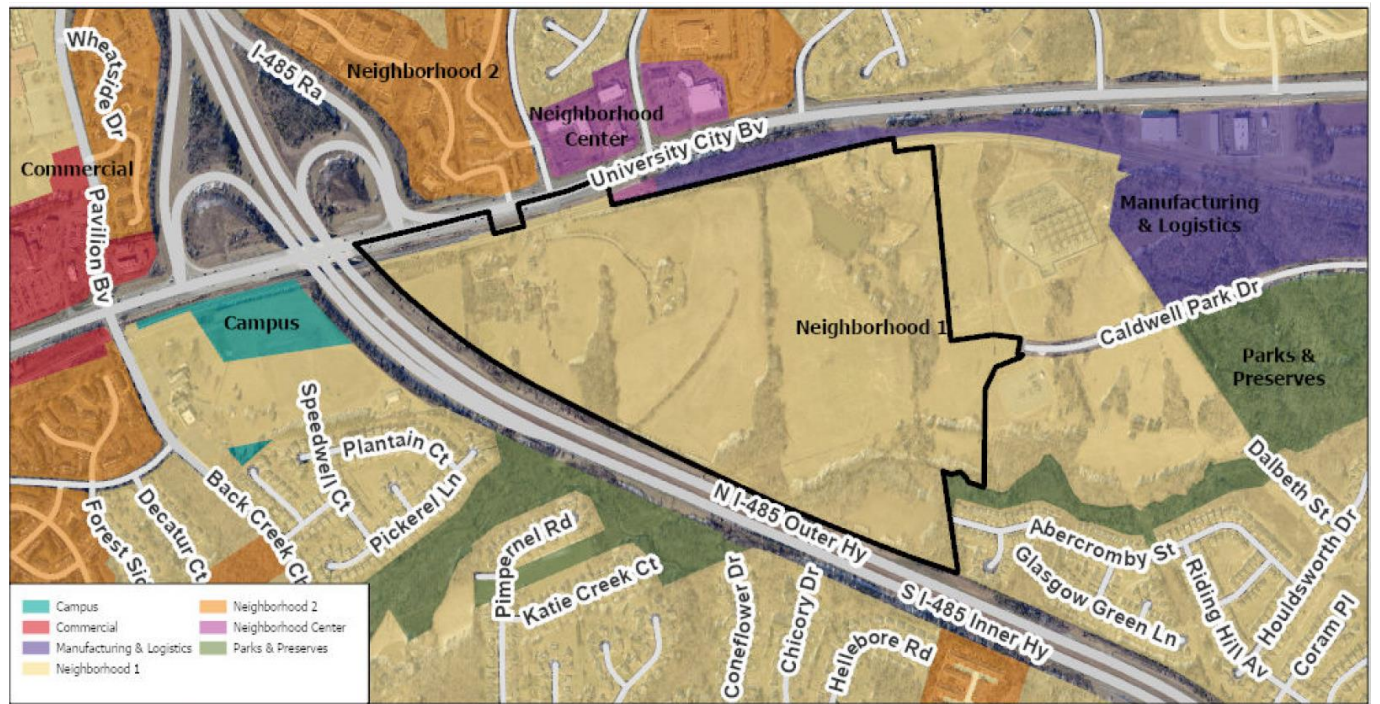 Wheatside Dr
I-485 Ra
Neighborhood 2
Neighborhood
Center
University City Bv
Commercial
Pavilion Bv
Manufacturing
& Logistics
Campus
Neighborhood 1
Caldwell Park Dr
Parks &
Preserves
Speedwell Ct
Plantain Ct
Pickerel Ln
Back Creek Ch
Decatur Ct
Forest Sid
N I-485 Outer Hy
S I-485 Inner Hy
Pimpernel Rd
Katie Creek Ct
Coneflower Dr
Chicory Dr
Hellebore Rd
Abercromby St
Glasgow Green Ln
Riding Hill Av
Dalbeth St
Houldsworth Dr
Coram Pl
Campus
Commercial
Manufacturing & Logistics
Neighborhood 1
Neighborhood 2
Neighborhood Center
Parks & Preserves